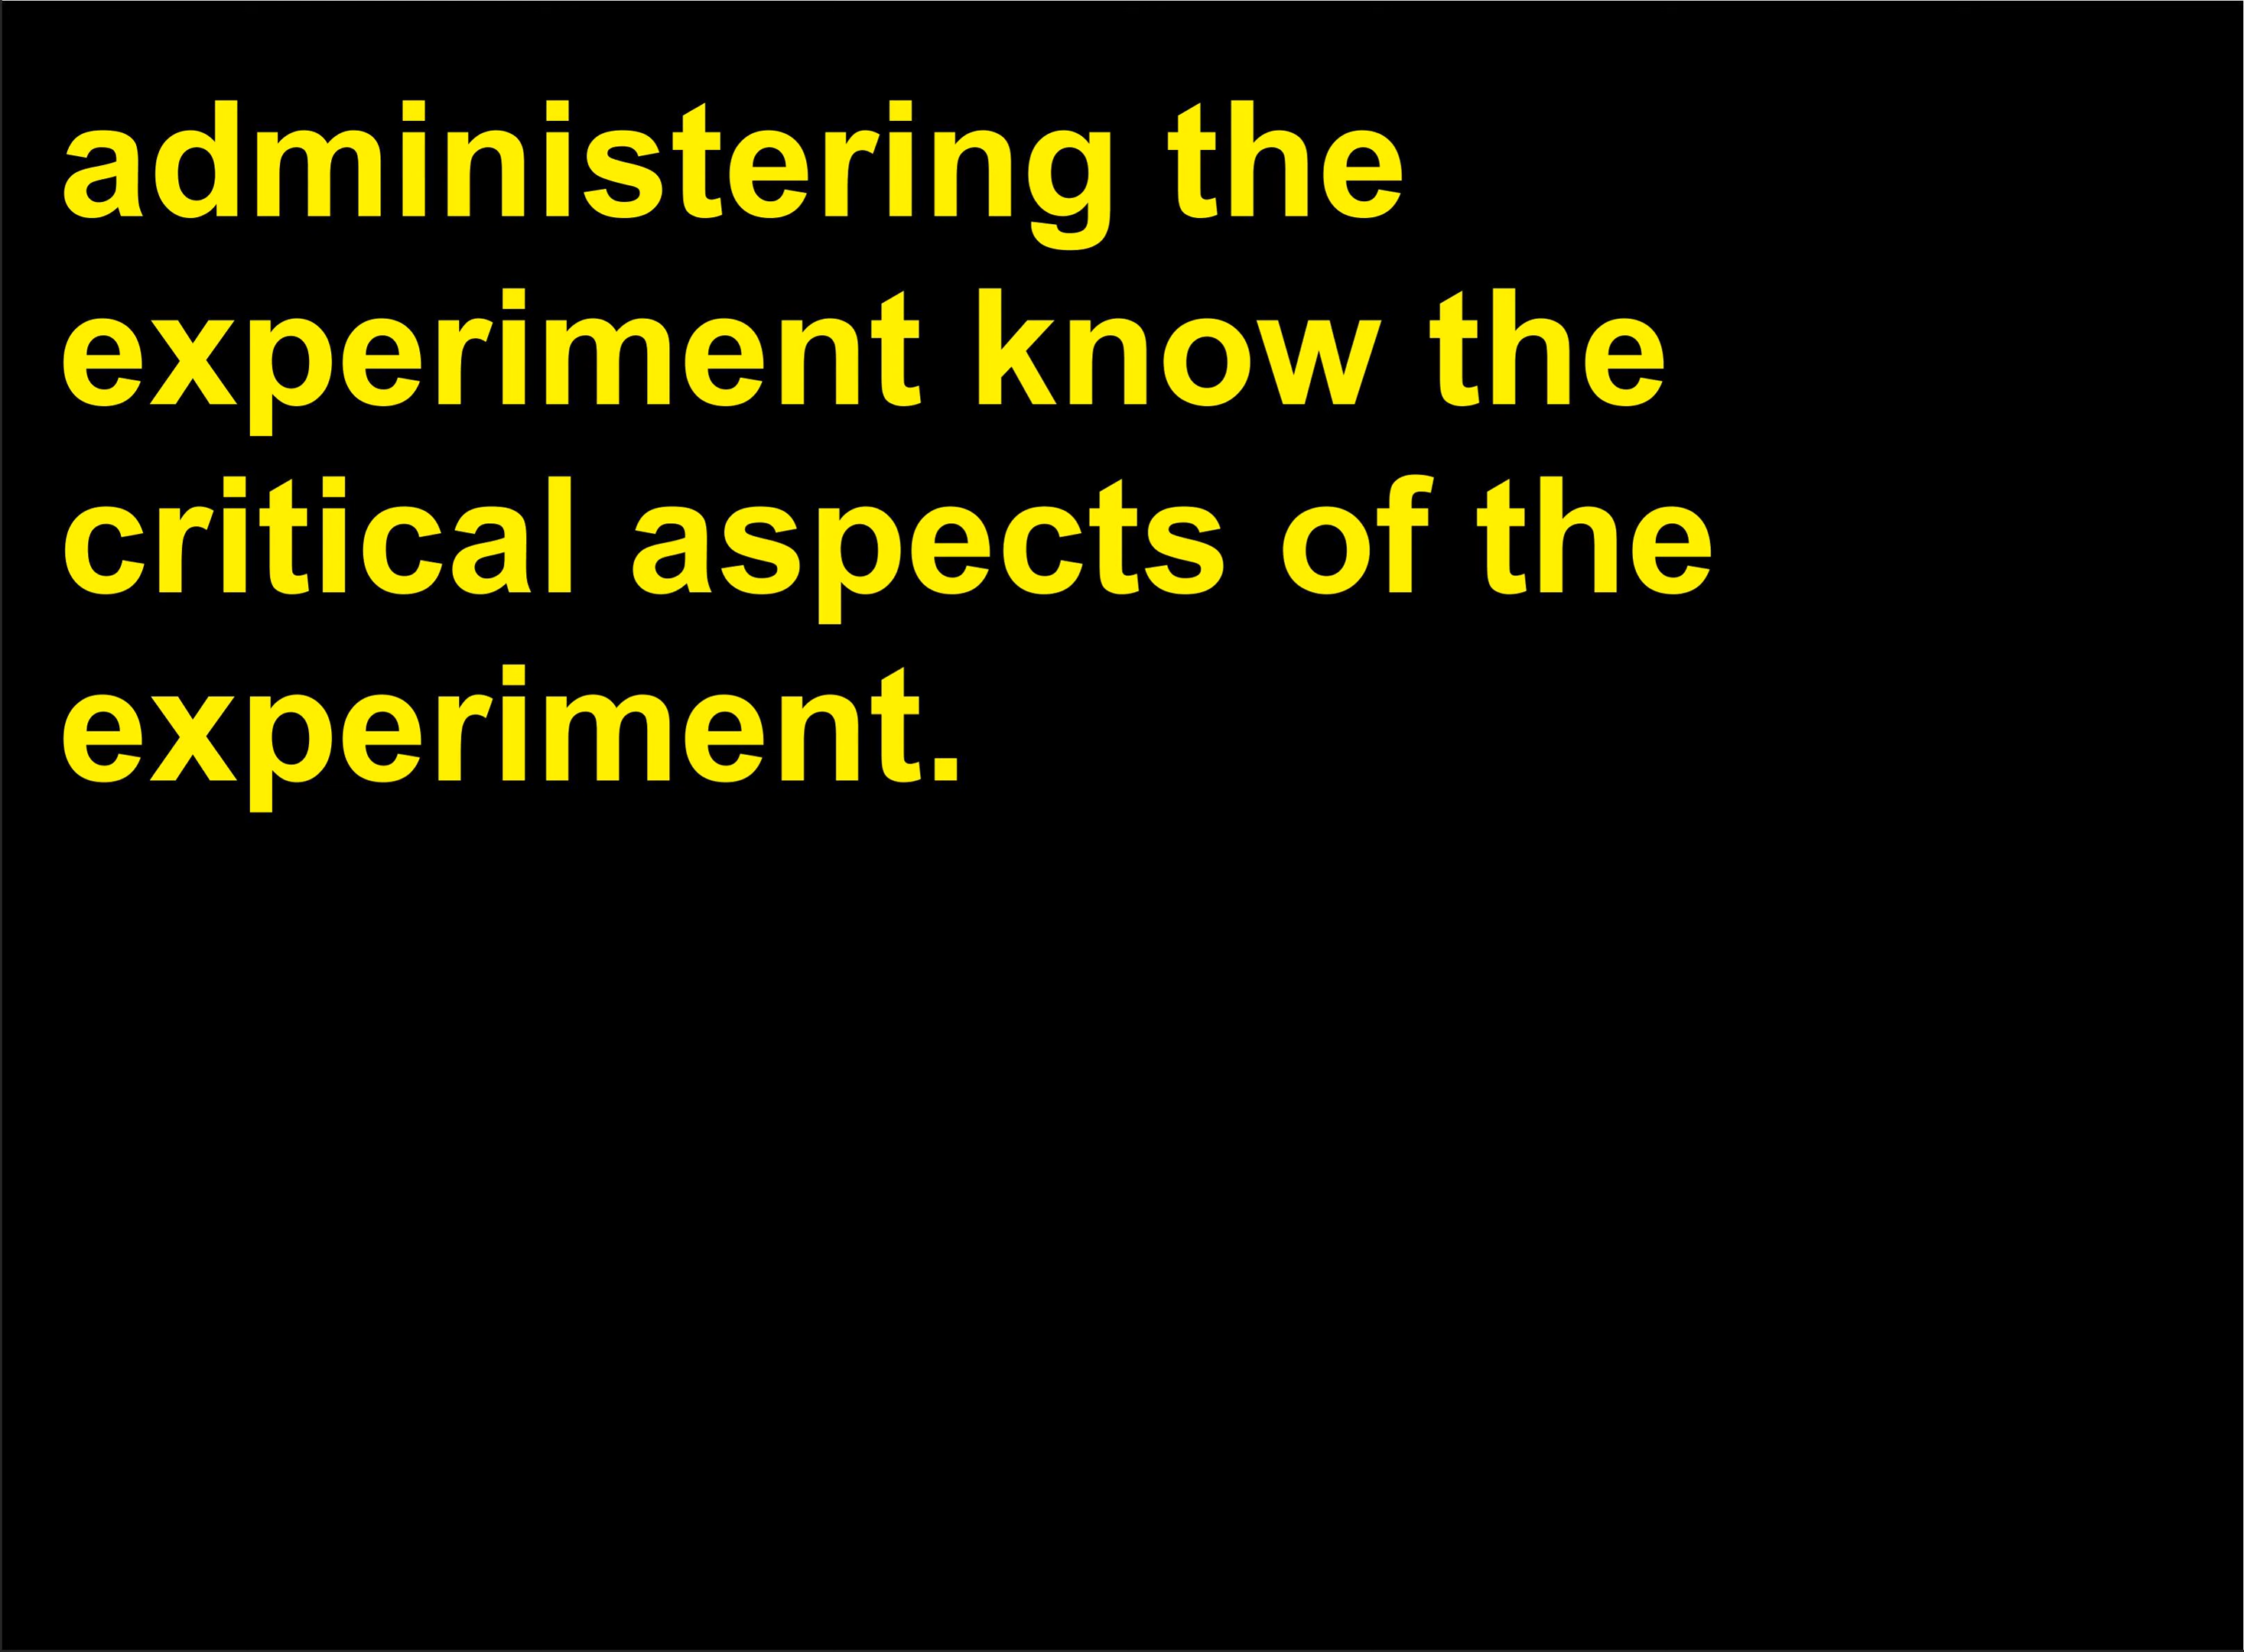 administering the
experiment know the
critical aspects of the
experiment.